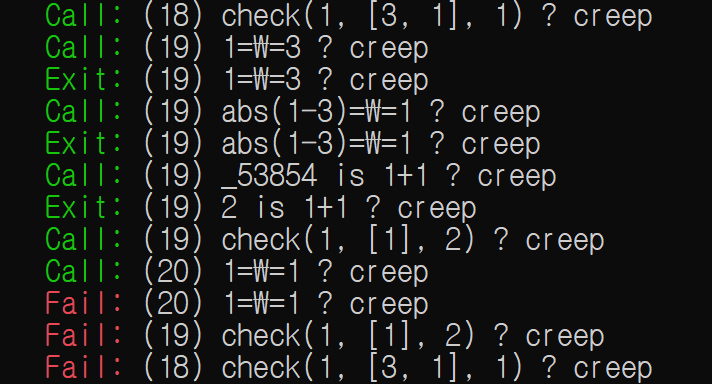 Call: (18) check(1, [3, 1], 1) ? creep
Call: (19) 1=₩=3 ? creep
Exit: (19) 1=₩=3 ? creep
Call: (19) abs(1-3)=₩=1 ? creep
Exit: (19) abs(1-3)=₩=1 ? creep
Call: (19) _53854 is 1+1 ? creep
Exit: (19) 2 is 1+1 ? creep
Call: (19) check(1, [1], 2) ? creep
Call: (20) 1=₩=1 ? creep
Fail: (20) 1=₩=1 ? creep
Fail: (19) check(1, [1], 2) ? creep
Fail: (18) check(1, [3, 1], 1) ? creep